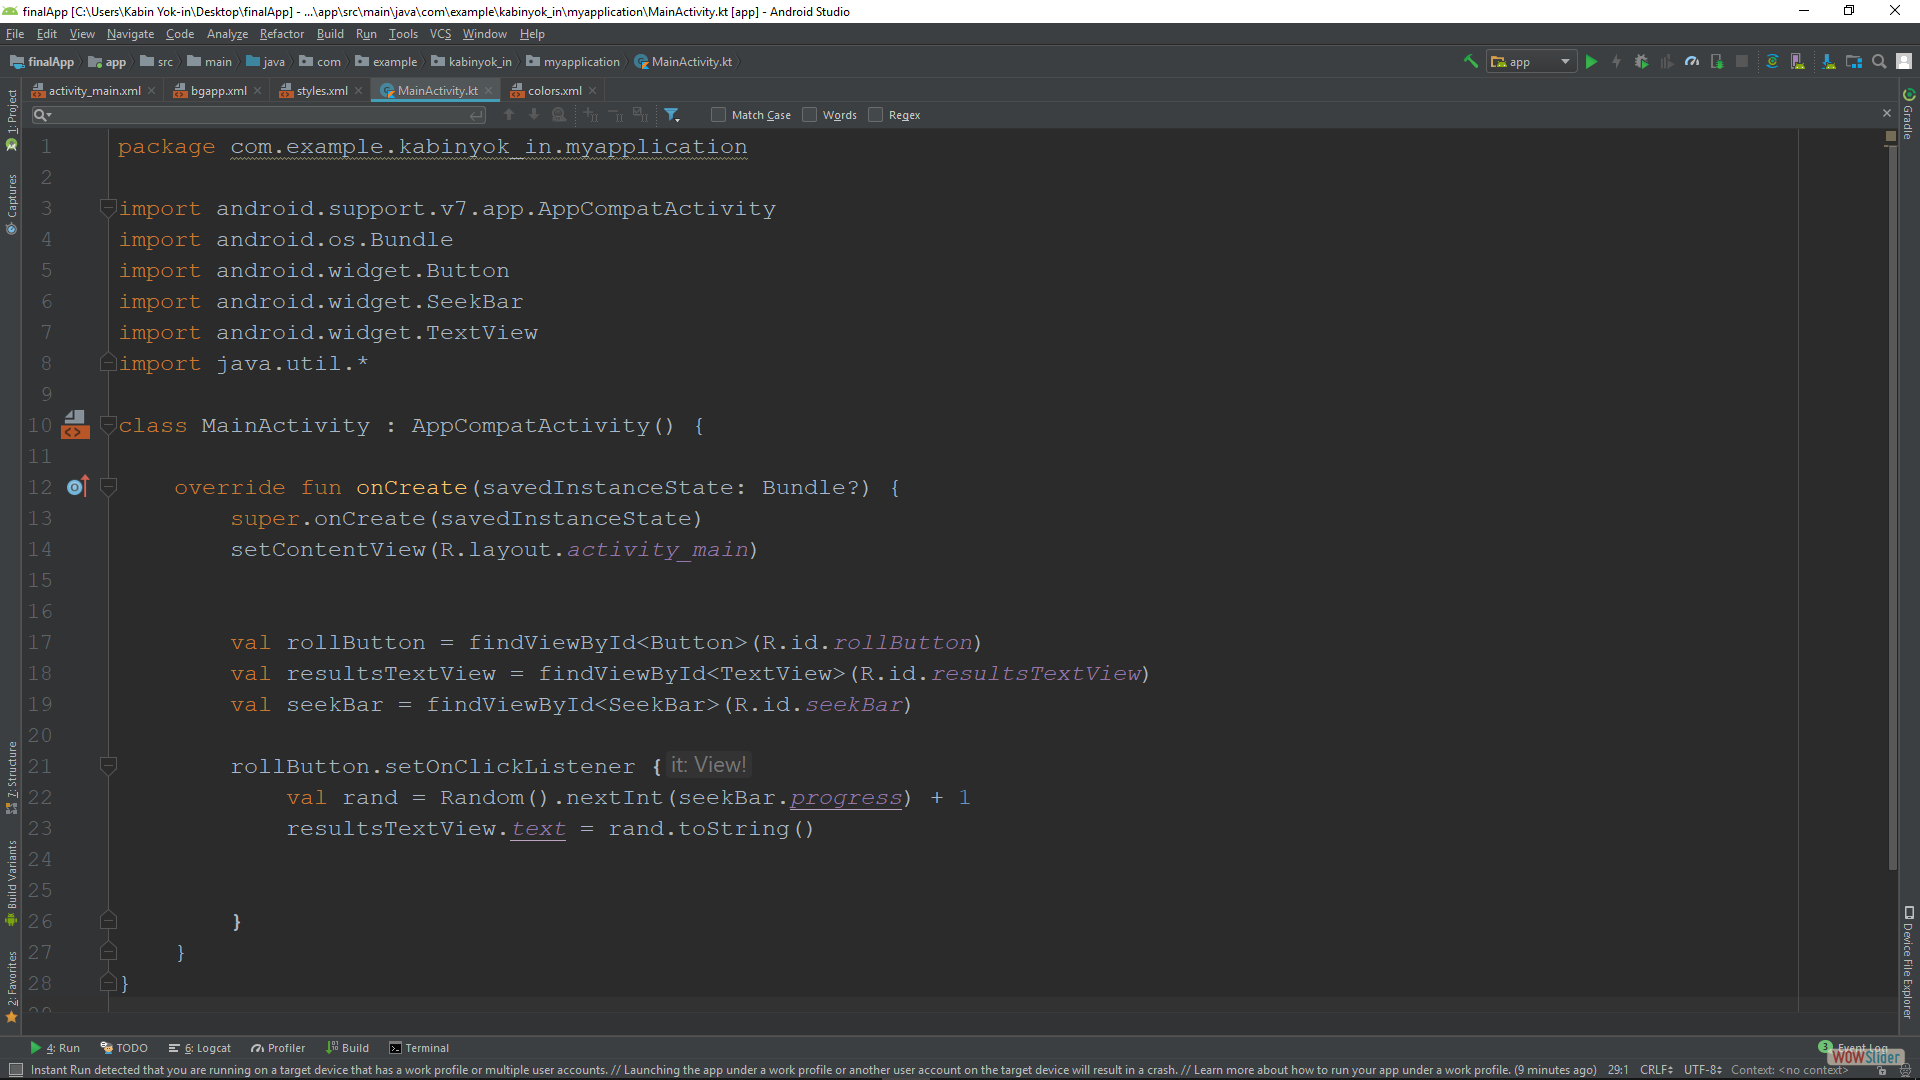 finalApp [C:\Users\Kabin Yok-in\Desktop\finalApp] - ...\app\src\main\java\com\example\kabinyok_in\myapplication\MainActivity.kt [app] - Android Studio
File Edit View Navigate Code Analyze Refactor Build Run Tools VCS Window Help
finalApp app src main java com example kabinyok_in myapplication MainActivity.kt app
activity_main.xml bgapp.xml styles.xml MainActivity.kt colors.xml
Match Case Words Regex
1: Project
Captures
7: Structure
Build Variants
2: Favorites
1 package com.example.kabinyok_in.myapplication
2
3 import android.support.v7.app.AppCompatActivity
4 import android.os.Bundle
5 import android.widget.Button
6 import android.widget.SeekBar
7 import android.widget.TextView
8 import java.util.*
9
10 class MainActivity : AppCompatActivity() {
11
12     override fun onCreate(savedInstanceState: Bundle?) {
13         super.onCreate(savedInstanceState)
14         setContentView(R.layout.activity_main)
15
16
17         val rollButton = findViewById<Button>(R.id.rollButton)
18         val resultsTextView = findViewById<TextView>(R.id.resultsTextView)
19         val seekBar = findViewById<SeekBar>(R.id.seekBar)
20
21         rollButton.setOnClickListener { it: View!
22             val rand = Random().nextInt(seekBar.progress) + 1
23             resultsTextView.text = rand.toString()
24
25
26         }
27     }
28 }
29
Gradle
Device File Explorer
4: Run TODO 6: Logcat Profiler Build Terminal 3 Event Log
WOWSlider
Instant Run detected that you are running on a target device that has a work profile or multiple user accounts. // Launching the app under a work profile or another user account on the target device will result in a crash. // Learn more about how to run your app under a work profile. (9 minutes ago) 29:1 CRLF UTF-8 Context: <no context>